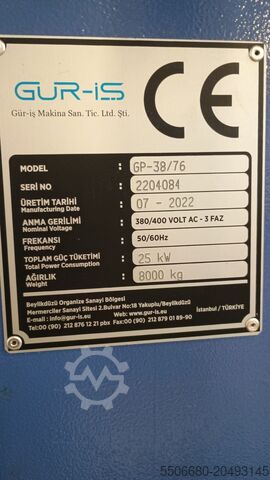 GUR-iS
CE
Gür-iş Makina San. Tic. Ltd. Şti.
MODEL : GP-38/76
SERI NO : 2204084
ÜRETİM TARİHİ : 07 - 2022
Manufacturing Date
ANMA GERİLİMİ : 380/400 VOLT AC - 3 FAZ
Nominal Voltage
FREKANSI : 50/60Hz
Frequency
TOPLAM GÜÇ TÜKETİMİ : 25 kW
Total Power Consumption
AĞIRLIK : 8000 kg
Weight
Beylikdüzü Organize Sanayi Bölgesi
Mermerciler Sanayi Sitesi 2.Bulvar No:18 Yakuplu/Beylikdüzü
E-mail : info@gur-is.eu Web : www.gur-is.eu İstanbul / TÜRKİYE
Tel:00 (90) 212 876 12 21 pbx Fax:00 (90) 212 879 01 89-90
5506680-20493145